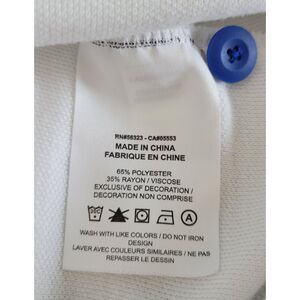 RN#56323 - CA#05553
MADE IN CHINA
FABRIQUE EN CHINE
65% POLYESTER
35% RAYON / VISCOSE
EXCLUSIVE OF DECORATION /
DECORATION NON COMPRISE
A
WASH WITH LIKE COLORS / DO NOT IRON
DESIGN
LAVER AVEC COULEURS SIMILAIRES / NE PAS
REPASSER LE DESSIN